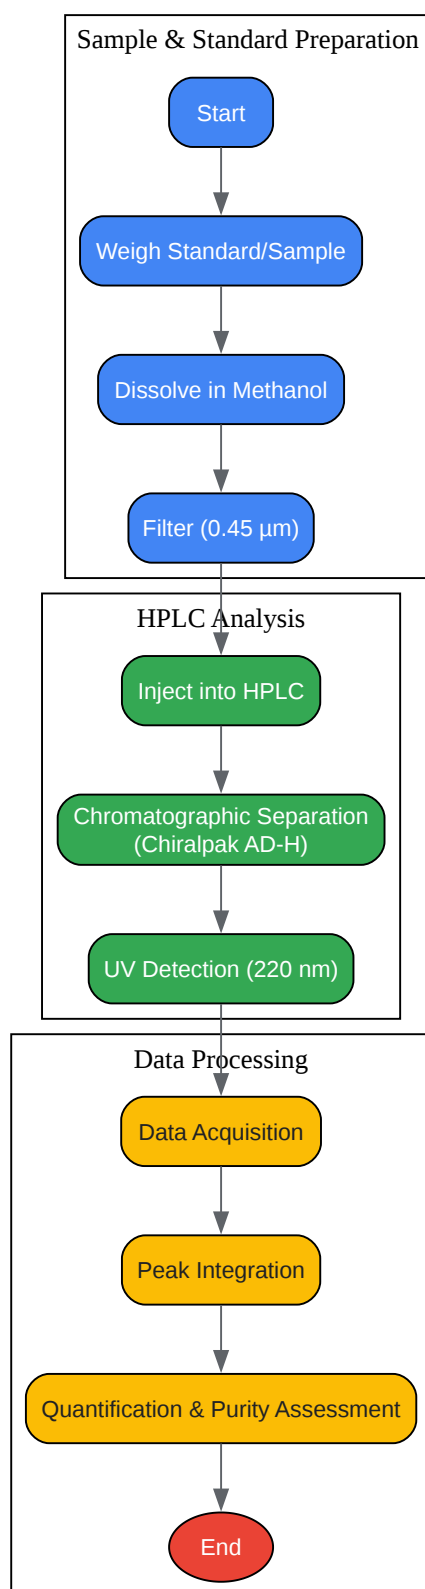 Sample & Standard Preparation
Start
Weigh Standard/Sample
Dissolve in Methanol
Filter (0.45 µm)
HPLC Analysis
Inject into HPLC
Chromatographic Separation
(Chiralpak AD-H)
UV Detection (220 nm)
Data Processing
Data Acquisition
Peak Integration
Quantification & Purity Assessment
End